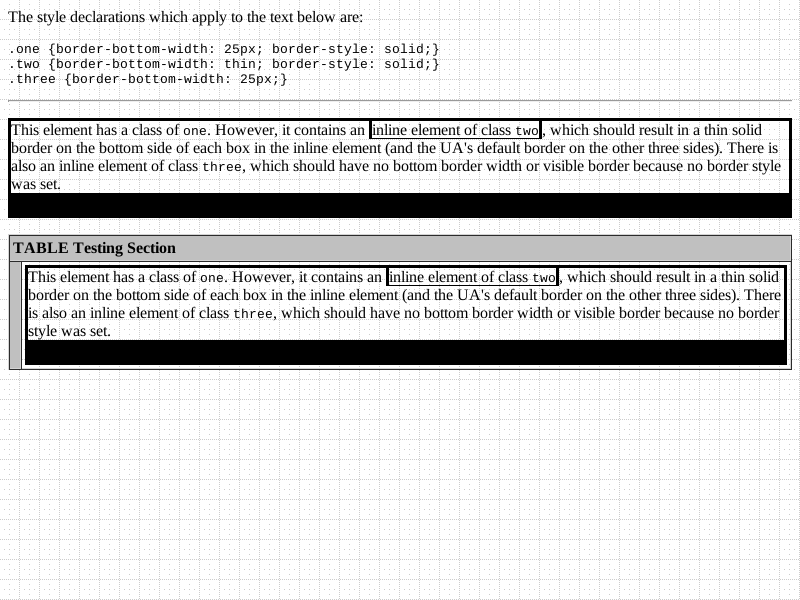 The style declarations which apply to the text below are:
.one {border-bottom-width: 25px; border-style: solid;}
.two {border-bottom-width: thin; border-style: solid;}
.three {border-bottom-width: 25px;}
This element has a class of one. However, it contains an inline element of class two, which should result in a thin solid
border on the bottom side of each box in the inline element (and the UA's default border on the other three sides). There is
also an inline element of class three, which should have no bottom border width or visible border because no border style
was set.
TABLE Testing Section
This element has a class of one. However, it contains an inline element of class two, which should result in a thin solid
border on the bottom side of each box in the inline element (and the UA's default border on the other three sides). There
is also an inline element of class three, which should have no bottom border width or visible border because no border
style was set.